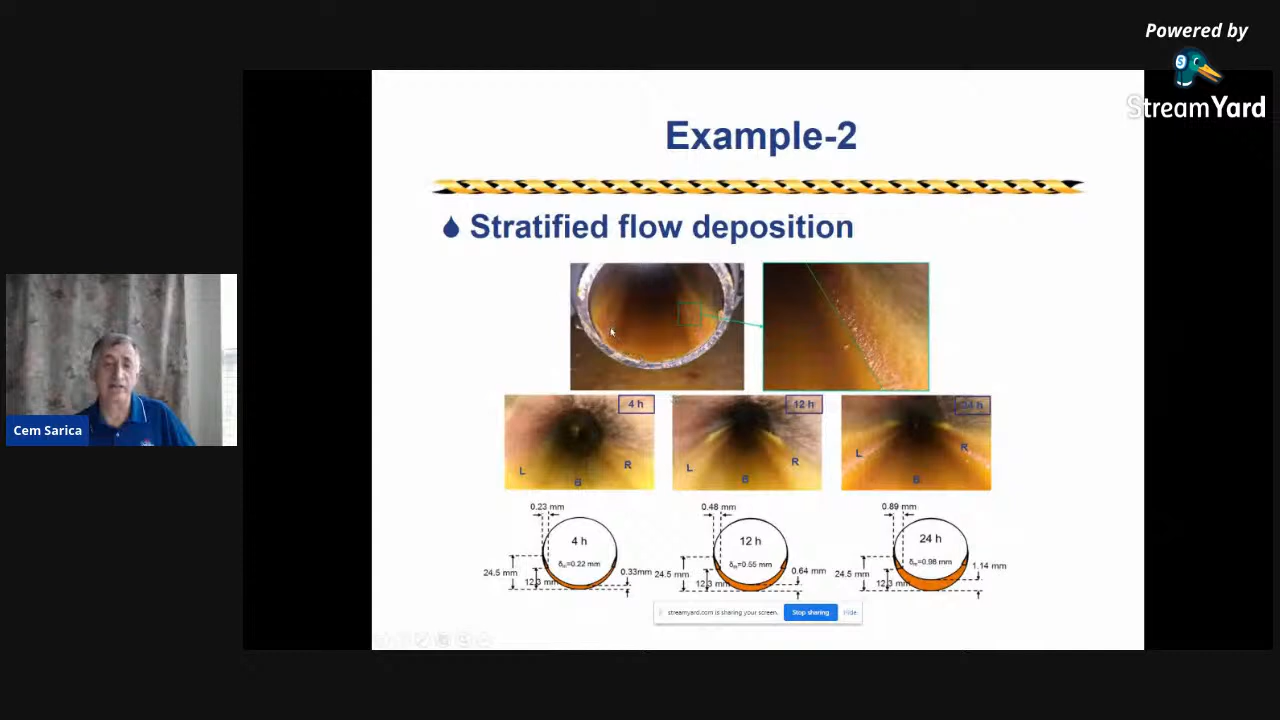 Powered by
StreamYard
Example-2
Stratified flow deposition
4 h
12 h
24 h
L
B
R
L
B
R
L
B
R
Cem Sarica
0.23 mm
4 h
δm=0.22 mm
24.5 mm
12.3 mm
0.33mm
0.48 mm
12 h
δm=0.55 mm
24.5 mm
12.3 mm
0.64 mm
0.89 mm
24 h
δm=0.98 mm
24.5 mm
12.3 mm
1.14 mm
streamyard.com is sharing your screen.
Stop sharing
Hide